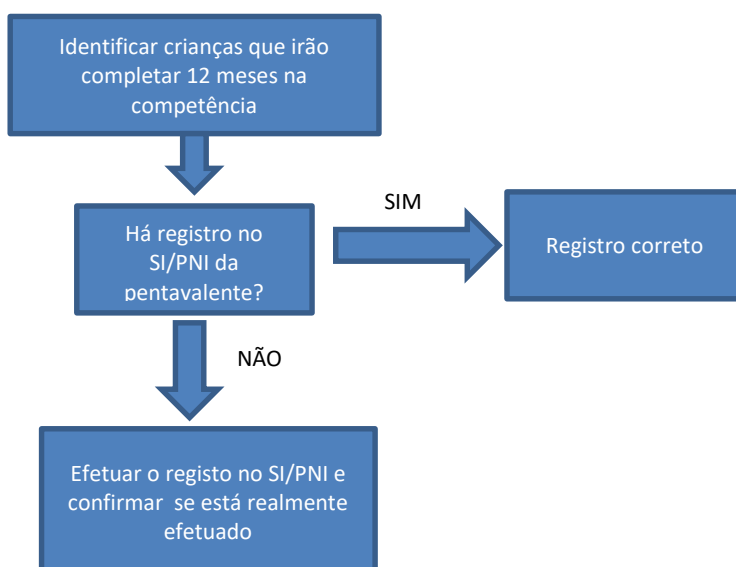 Identificar crianças que irão
completar 12 meses na
competência
SIM
Há registro no
SI/PNI da
pentavalente?
Registro correto
NÃO
Efetuar o registo no SI/PNI e
confirmar se está realmente
efetuado